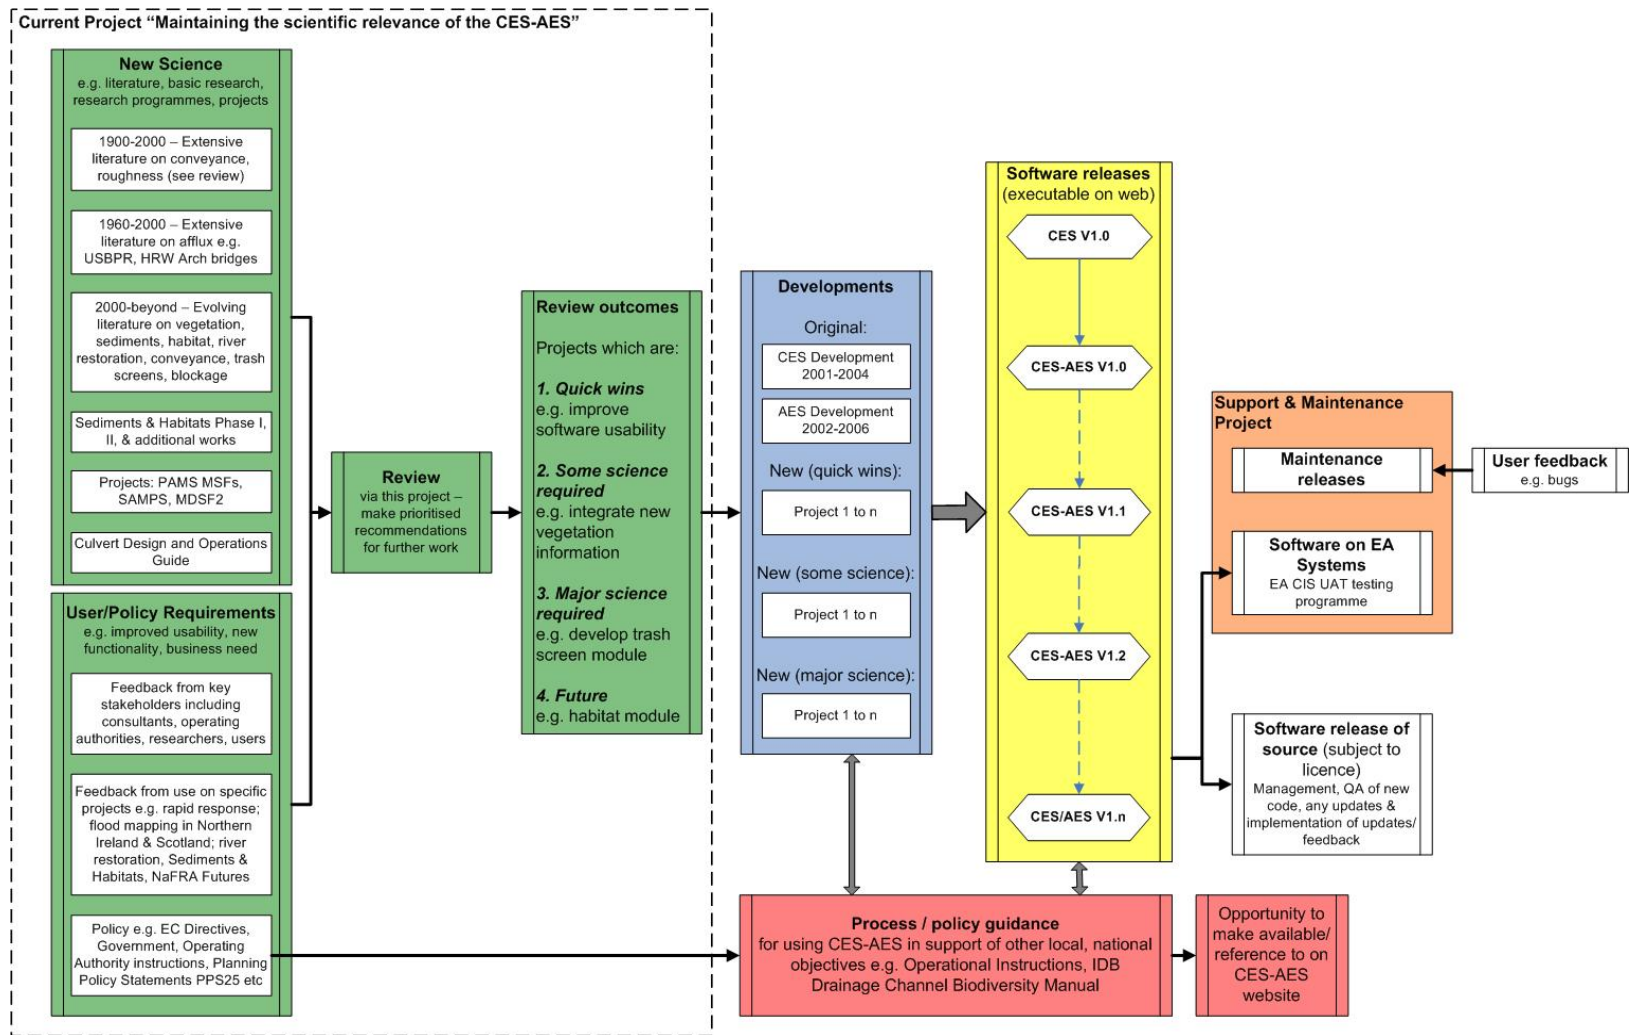 Current Project “Maintaining the scientific relevance of the CES-AES”
New Science
e.g. literature, basic research,
research programmes, projects
1900-2000 – Extensive
literature on conveyance,
roughness (see review)
1960-2000 – Extensive
literature on afflux e.g.
USBPR, HRW Arch bridges
2000-beyond – Evolving
literature on vegetation,
sediments, habitat, river
restoration, conveyance, trash
screens, blockage
Sediments & Habitats Phase I,
II, & additional works
Projects: PAMS MSFs,
SAMPS, MDSF2
Culvert Design and Operations
Guide
User/Policy Requirements
e.g. improved usability, new
functionality, business need
Feedback from key
stakeholders including
consultants, operating
authorities, researchers, users
Feedback from use on specific
projects e.g. rapid response;
flood mapping in Northern
Ireland & Scotland; river
restoration, Sediments &
Habitats, NaFRA Futures
Policy e.g. EC Directives,
Government, Operating
Authority instructions, Planning
Policy Statements PPS25 etc
Review
via this project –
make prioritised
recommendations
for further work
Review outcomes
Projects which are:
1. Quick wins
e.g. improve
software usability
2. Some science
required
e.g. integrate new
vegetation
information
3. Major science
required
e.g. develop trash
screen module
4. Future
e.g. habitat module
Developments
Original:
CES Development
2001-2004
AES Development
2002-2006
New (quick wins):
Project 1 to n
New (some science):
Project 1 to n
New (major science):
Project 1 to n
Software releases
(executable on web)
CES V1.0
CES-AES V1.0
CES-AES V1.1
CES-AES V1.2
CES/AES V1.n
Support & Maintenance
Project
Maintenance
releases
User feedback
e.g. bugs
Software on EA
Systems
EA CIS UAT testing
programme
Software release of
source (subject to
licence)
Management, QA of new
code, any updates &
implementation of updates/
feedback
Process / policy guidance
for using CES-AES in support of other local, national
objectives e.g. Operational Instructions, IDB
Drainage Channel Biodiversity Manual
Opportunity to
make available/
reference to on
CES-AES
website